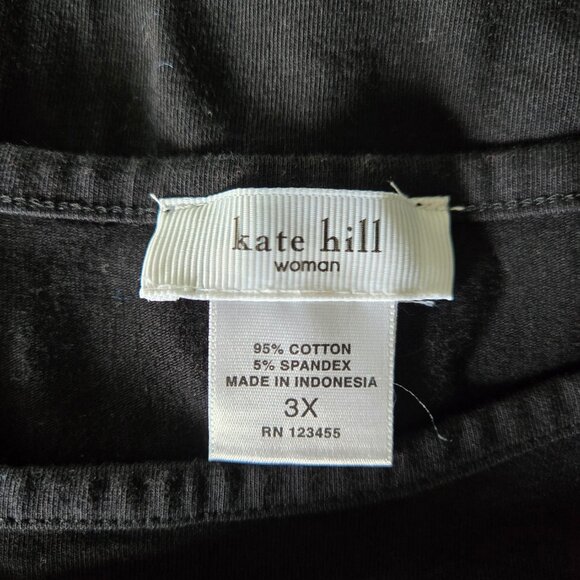 kate hill
woman
95% COTTON
5% SPANDEX
MADE IN INDONESIA
3X
RN 123455